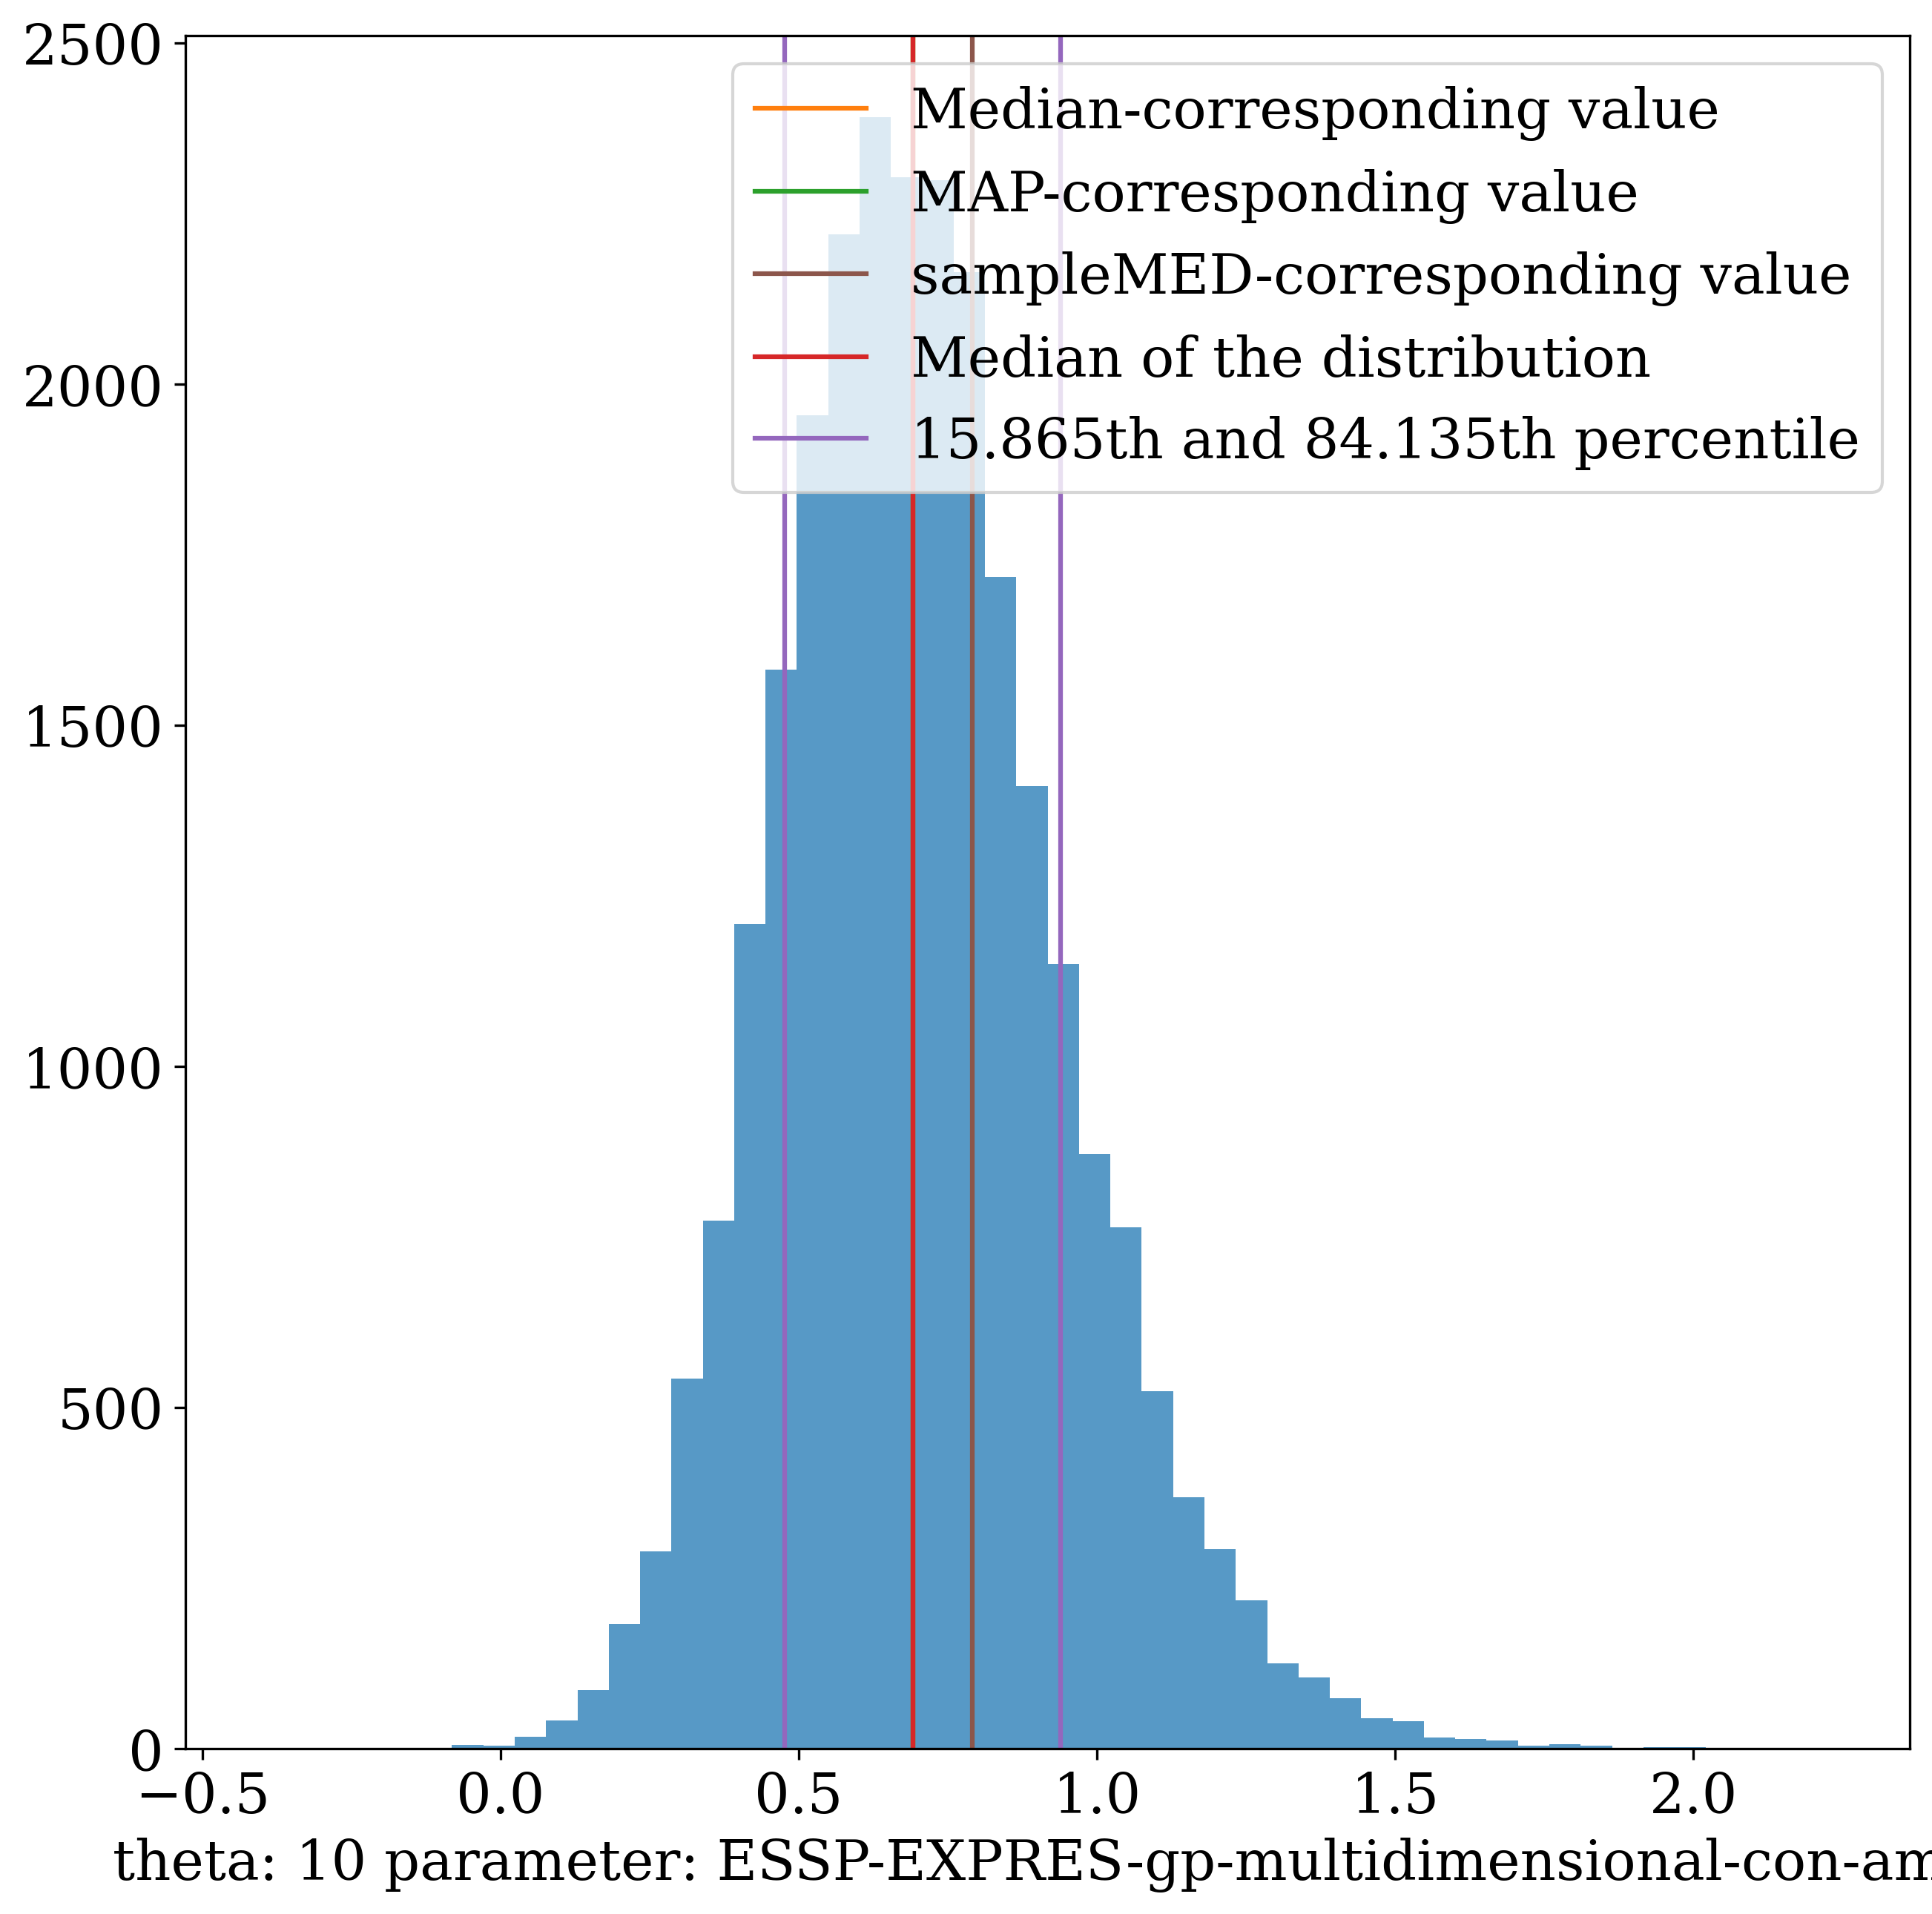 2500
2000
1500
1000
500
0
Median-corresponding value
MAP-corresponding value
sampleMED-corresponding value
Median of the distribution
15.865th and 84.135th percentile
−0.5 0.0 0.5 1.0 1.5 2.0
theta: 10 parameter: ESSP-EXPRES-gp-multidimensional-con-am